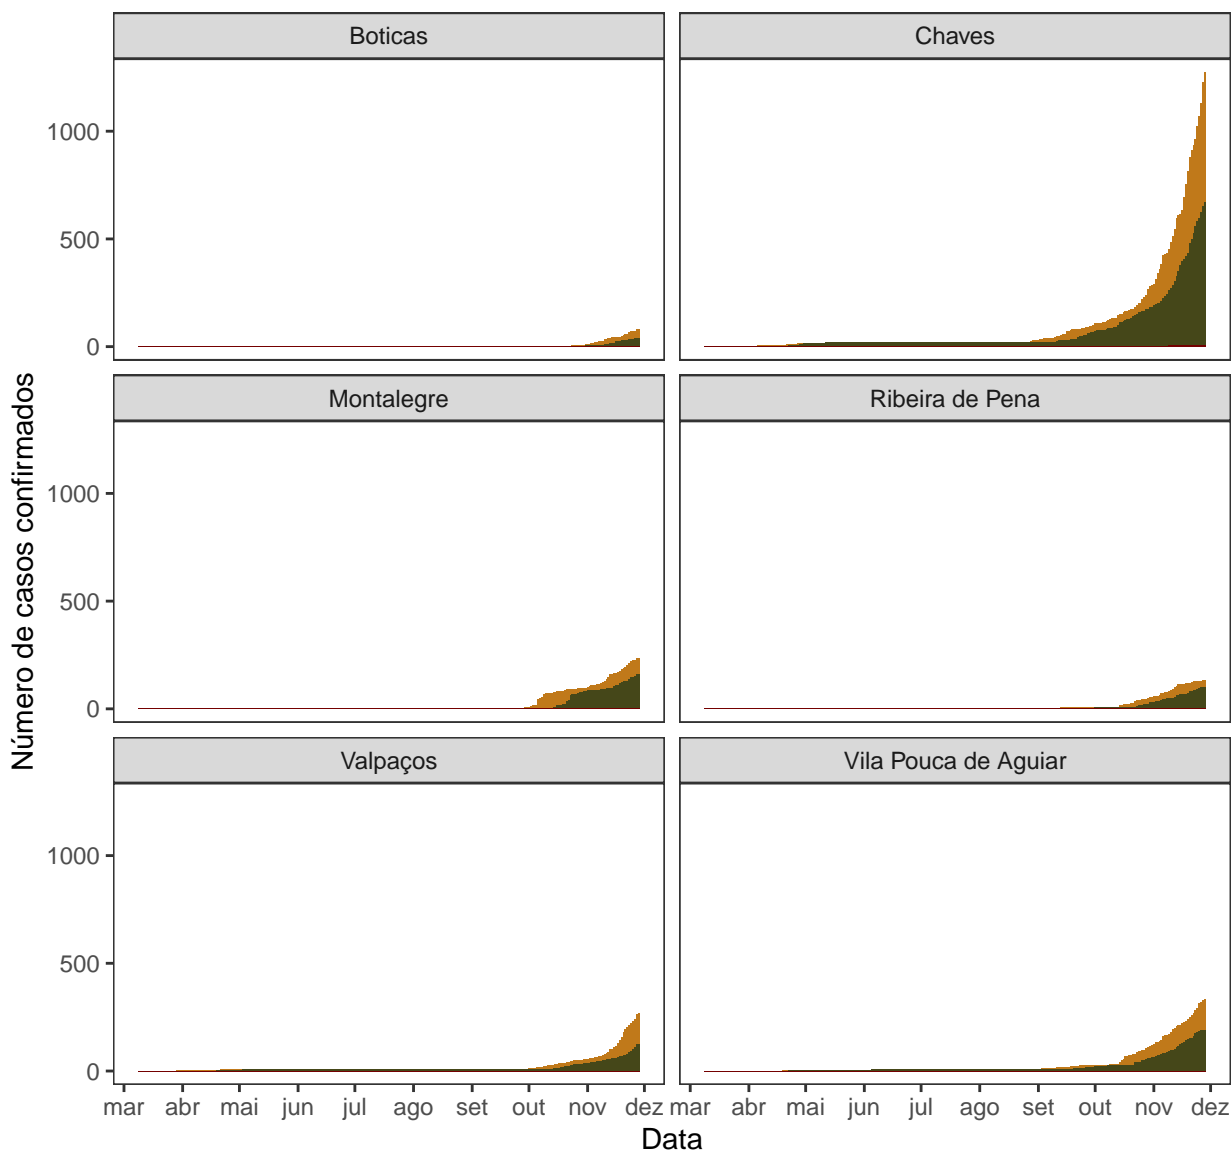 Boticas
Chaves
1000
500
0
Montalegre
Ribeira de Pena
1000
500
0
Valpaços
Vila Pouca de Aguiar
1000
500
0
mar abr mai jun jul ago set out nov dez
mar abr mai jun jul ago set out nov dez
Data
Número de casos confirmados